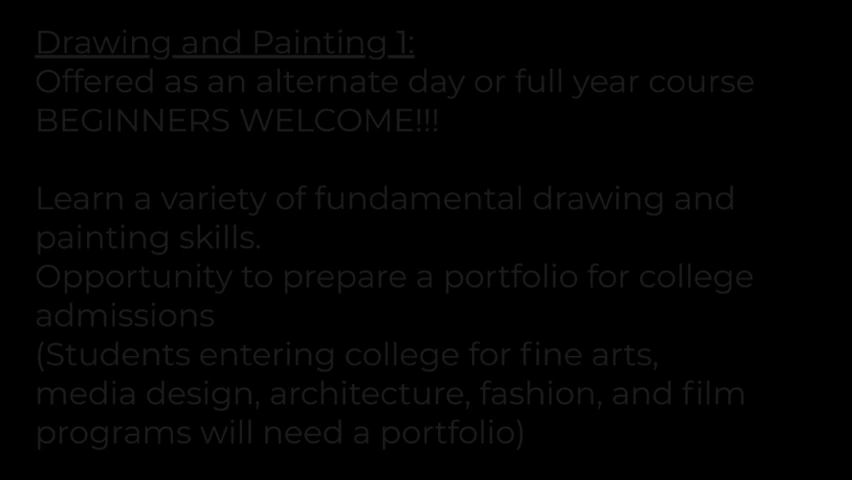 Drawing and Painting 1:
Offered as an alternate day or full year course
BEGINNERS WELCOME!!!
Learn a variety of fundamental drawing and
painting skills.
Opportunity to prepare a portfolio for college
admissions
(Students entering college for fine arts,
media design, architecture, fashion, and film
programs will need a portfolio)